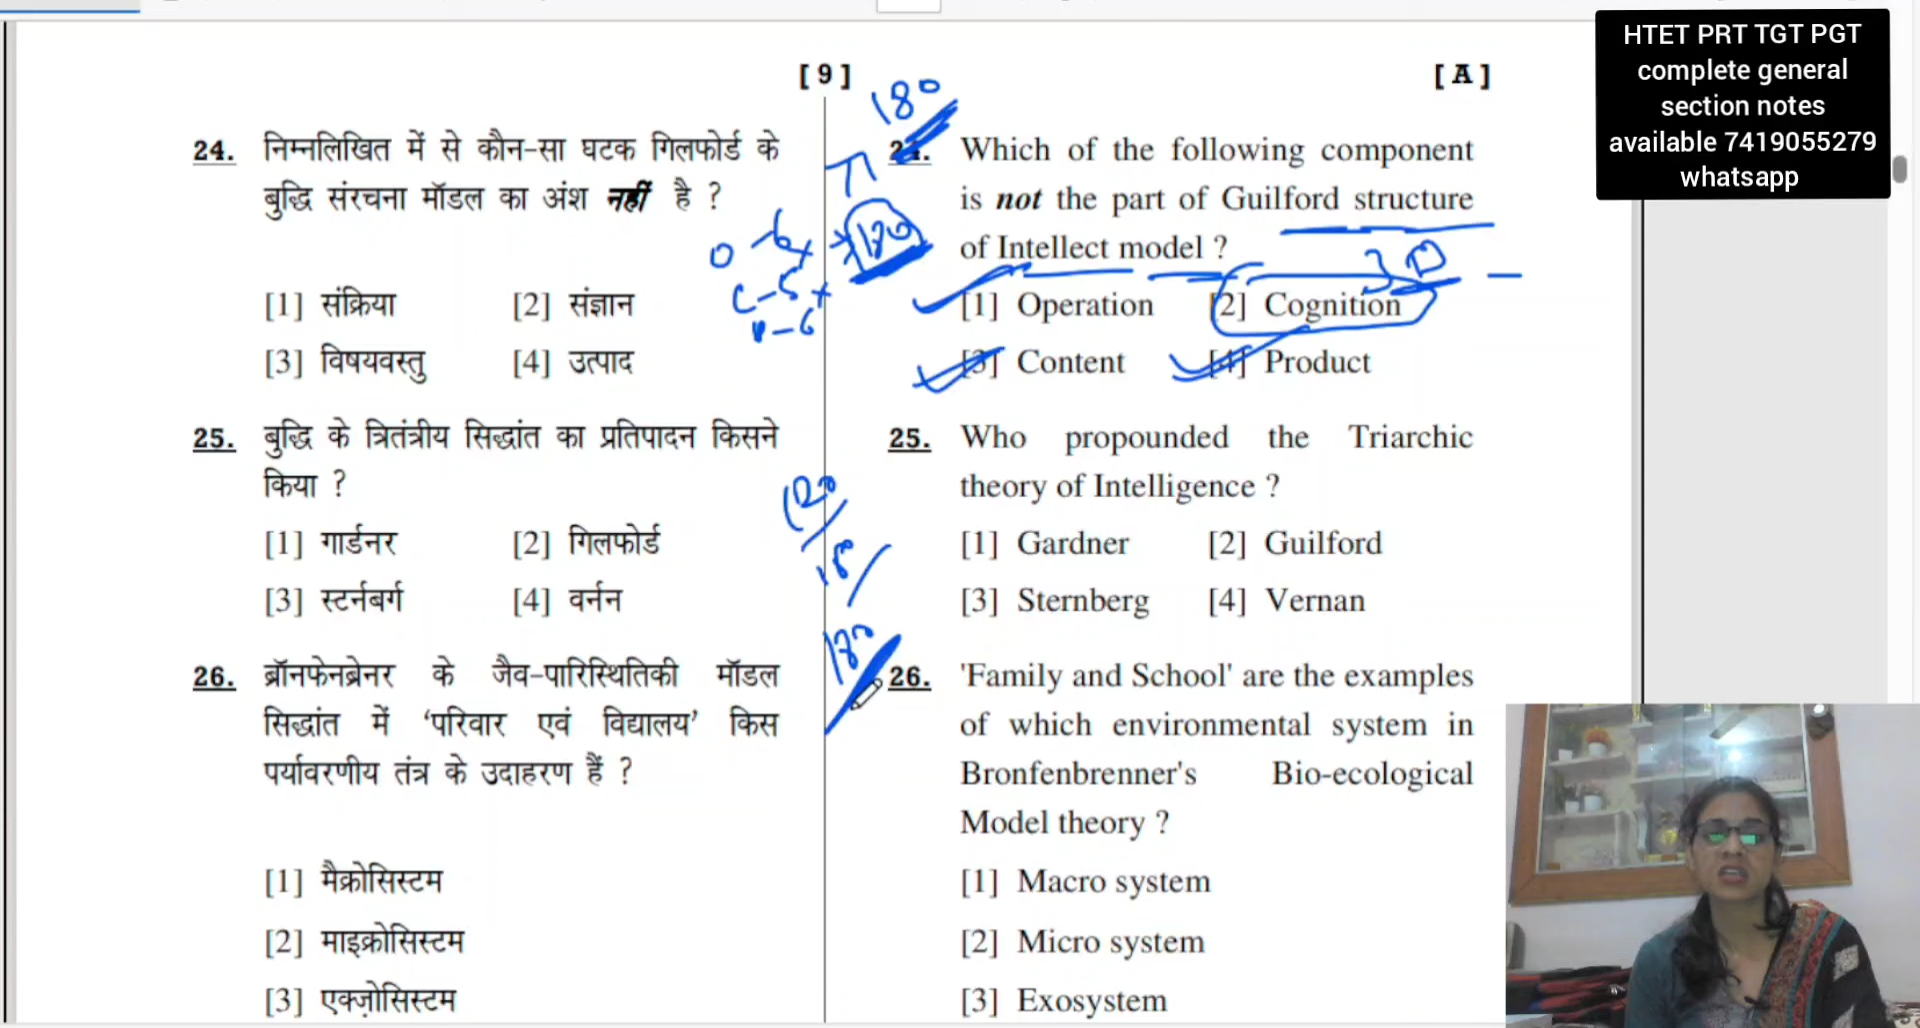 HTET PRT TGT PGT
complete general
section notes
available 7419055279
whatsapp
[ 9 ]
[ A ]
24. निम्नलिखित में से कौन-सा घटक गिलफोर्ड के
बुद्धि संरचना मॉडल का अंश नहीं है ?
[1] संक्रिया [2] संज्ञान
[3] विषयवस्तु [4] उत्पाद
25. बुद्धि के त्रितंत्रीय सिद्धांत का प्रतिपादन किसने
किया ?
[1] गार्डनर [2] गिलफोर्ड
[3] स्टर्नबर्ग [4] वर्नन
26. ब्रॉनफेनब्रेनर के जैव-पारिस्थितिकी मॉडल
सिद्धांत में ‘परिवार एवं विद्यालय’ किस
पर्यावरणीय तंत्र के उदाहरण हैं ?
[1] मैक्रोसिस्टम
[2] माइक्रोसिस्टम
[3] एक्ज़ोसिस्टम
180
O - 6 x
C - 5 x
P - 6
120
180
24. Which of the following component
is not the part of Guilford structure
of Intellect model ?
3D
[1] Operation [2] Cognition
[3] Content [4] Product
25. Who propounded the Triarchic
theory of Intelligence ?
[1] Gardner [2] Guilford
[3] Sternberg [4] Vernan
26. 'Family and School' are the examples
of which environmental system in
Bronfenbrenner's Bio-ecological
Model theory ?
[1] Macro system
[2] Micro system
[3] Exosystem